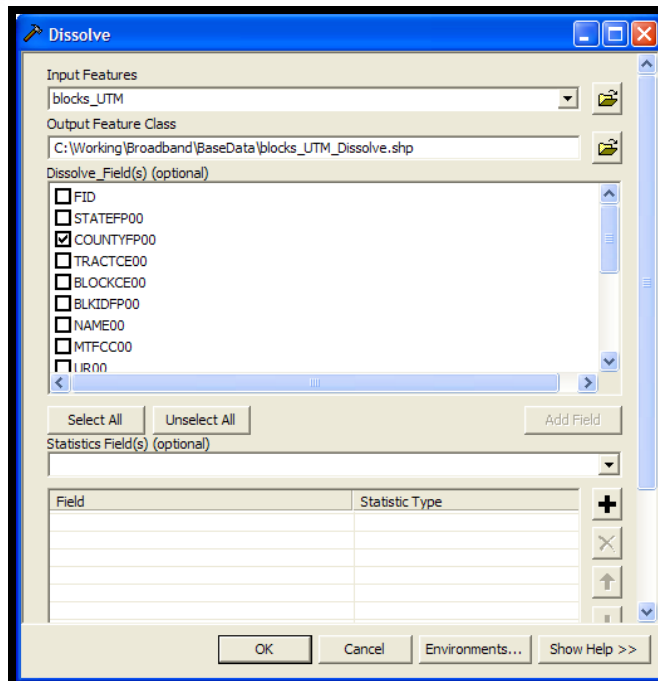 Dissolve
Input Features
blocks_UTM
Output Feature Class
C:\Working\Broadband\BaseData\blocks_UTM_Dissolve.shp
Dissolve_Field(s) (optional)
FID
STATEFP00
COUNTYFP00
TRACTCE00
BLOCKCE00
BLKIDFP00
NAME00
MTFCC00
UR00
Select All Unselect All Add Field
Statistics Field(s) (optional)
Field Statistic Type
OK Cancel Environments... Show Help >>